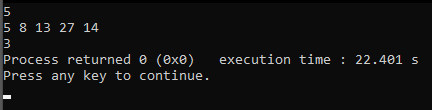 5
5 8 13 27 14
3
Process returned 0 (0x0)   execution time : 22.401 s
Press any key to continue.